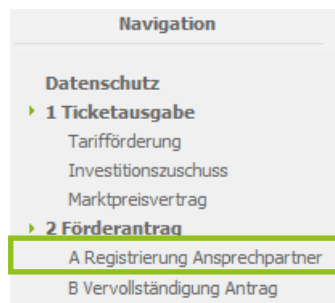 Navigation
Datenschutz
1 Ticketausgabe
Tarifförderung
Investitionszuschuss
Marktpreisvertrag
2 Förderantrag
A Registrierung Ansprechpartner
B Vervollständigung Antrag